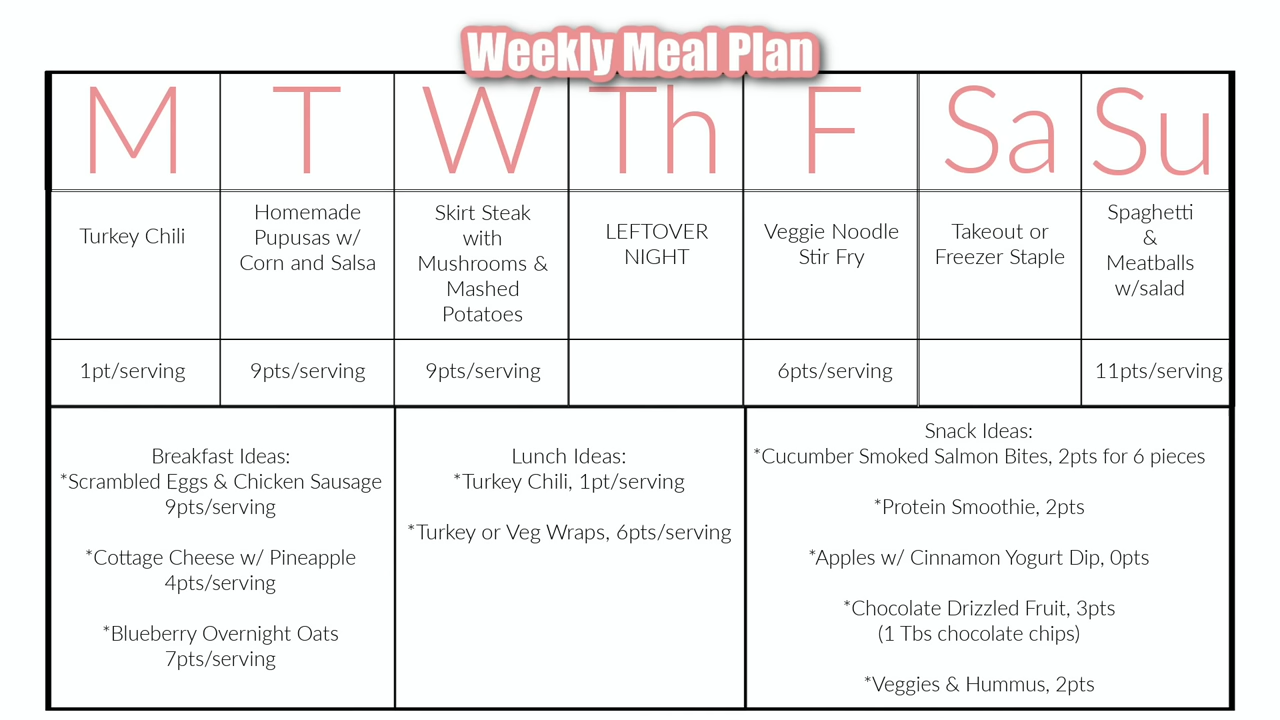 Weekly Meal Plan
M
T
W
Th
F
Sa
Su
Turkey Chili
Homemade
Pupusas w/
Corn and Salsa
Skirt Steak
with
Mushrooms &
Mashed
Potatoes
LEFTOVER
NIGHT
Veggie Noodle
Stir Fry
Takeout or
Freezer Staple
Spaghetti
&
Meatballs
w/salad
1pt/serving
9pts/serving
9pts/serving
6pts/serving
11pts/serving
Breakfast Ideas:
*Scrambled Eggs & Chicken Sausage
9pts/serving
*Cottage Cheese w/ Pineapple
4pts/serving
*Blueberry Overnight Oats
7pts/serving
Lunch Ideas:
*Turkey Chili, 1pt/serving
*Turkey or Veg Wraps, 6pts/serving
Snack Ideas:
*Cucumber Smoked Salmon Bites, 2pts for 6 pieces
*Protein Smoothie, 2pts
*Apples w/ Cinnamon Yogurt Dip, 0pts
*Chocolate Drizzled Fruit, 3pts
(1 Tbs chocolate chips)
*Veggies & Hummus, 2pts